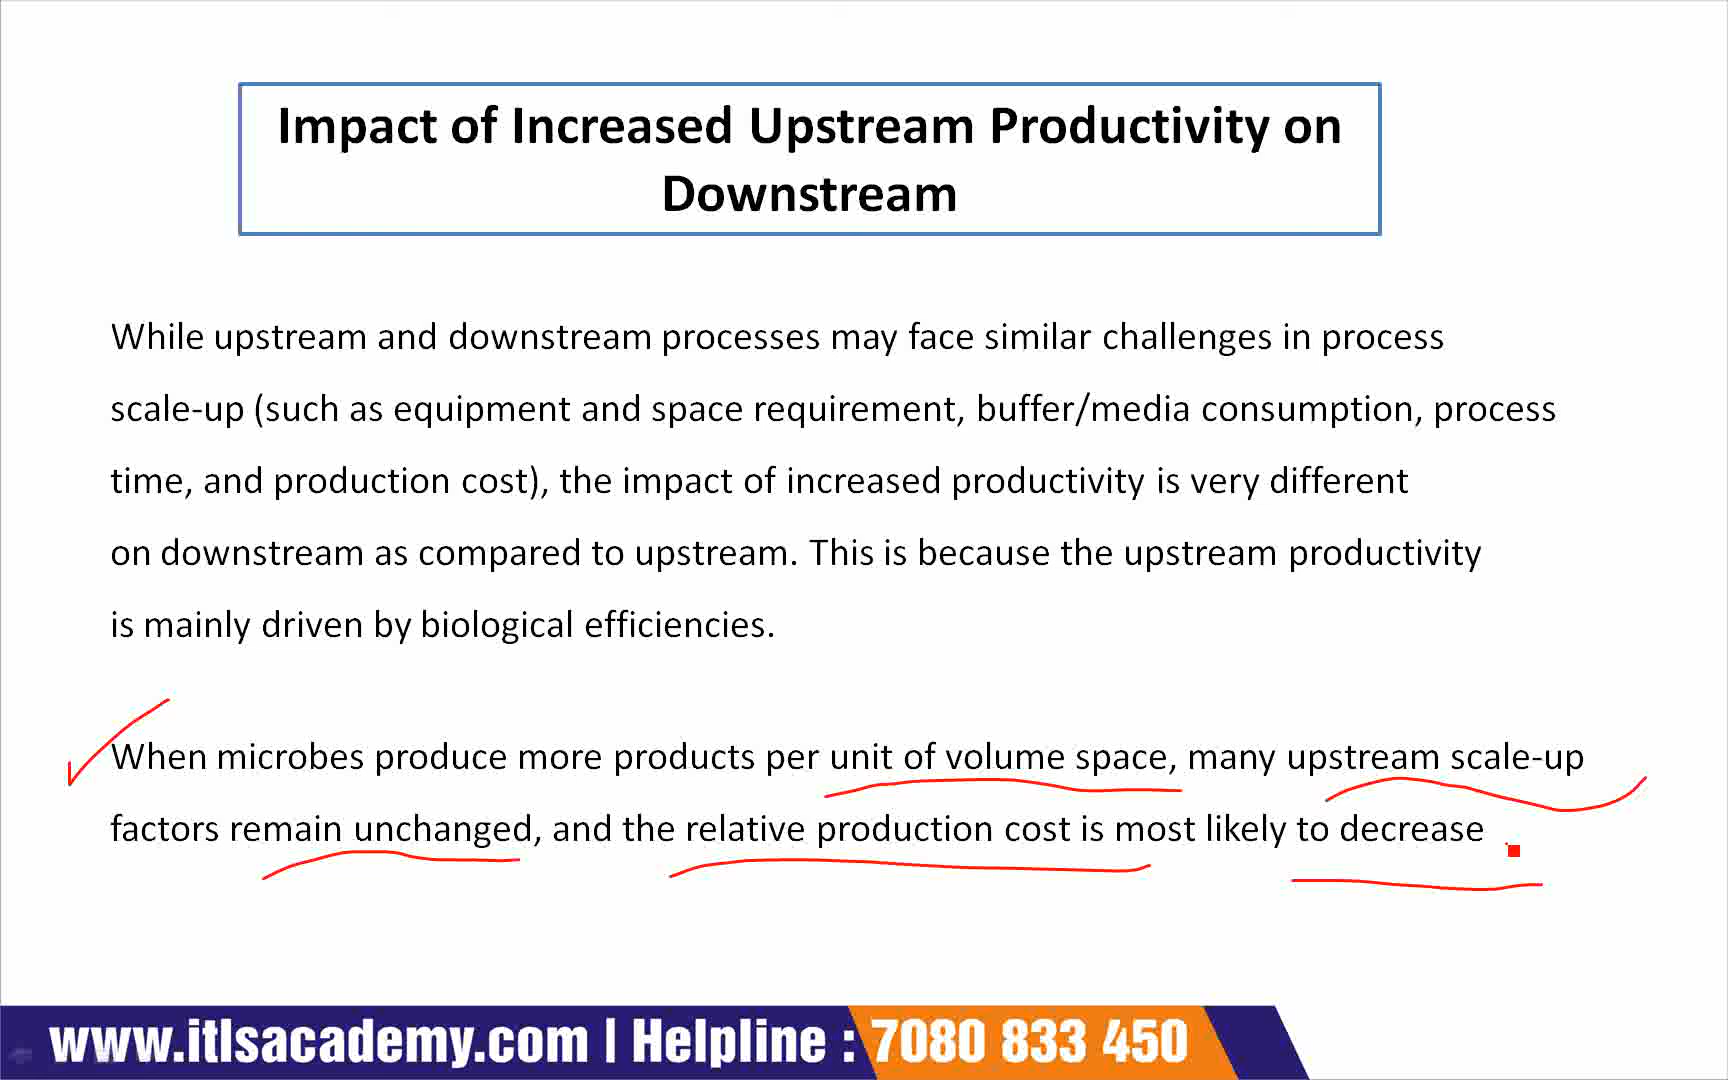 Impact of Increased Upstream Productivity on
Downstream
While upstream and downstream processes may face similar challenges in process
scale-up (such as equipment and space requirement, buffer/media consumption, process
time, and production cost), the impact of increased productivity is very different
on downstream as compared to upstream. This is because the upstream productivity
is mainly driven by biological efficiencies.
When microbes produce more products per unit of volume space, many upstream scale-up
factors remain unchanged, and the relative production cost is most likely to decrease
www.itlsacademy.com | Helpline : 7080 833 450